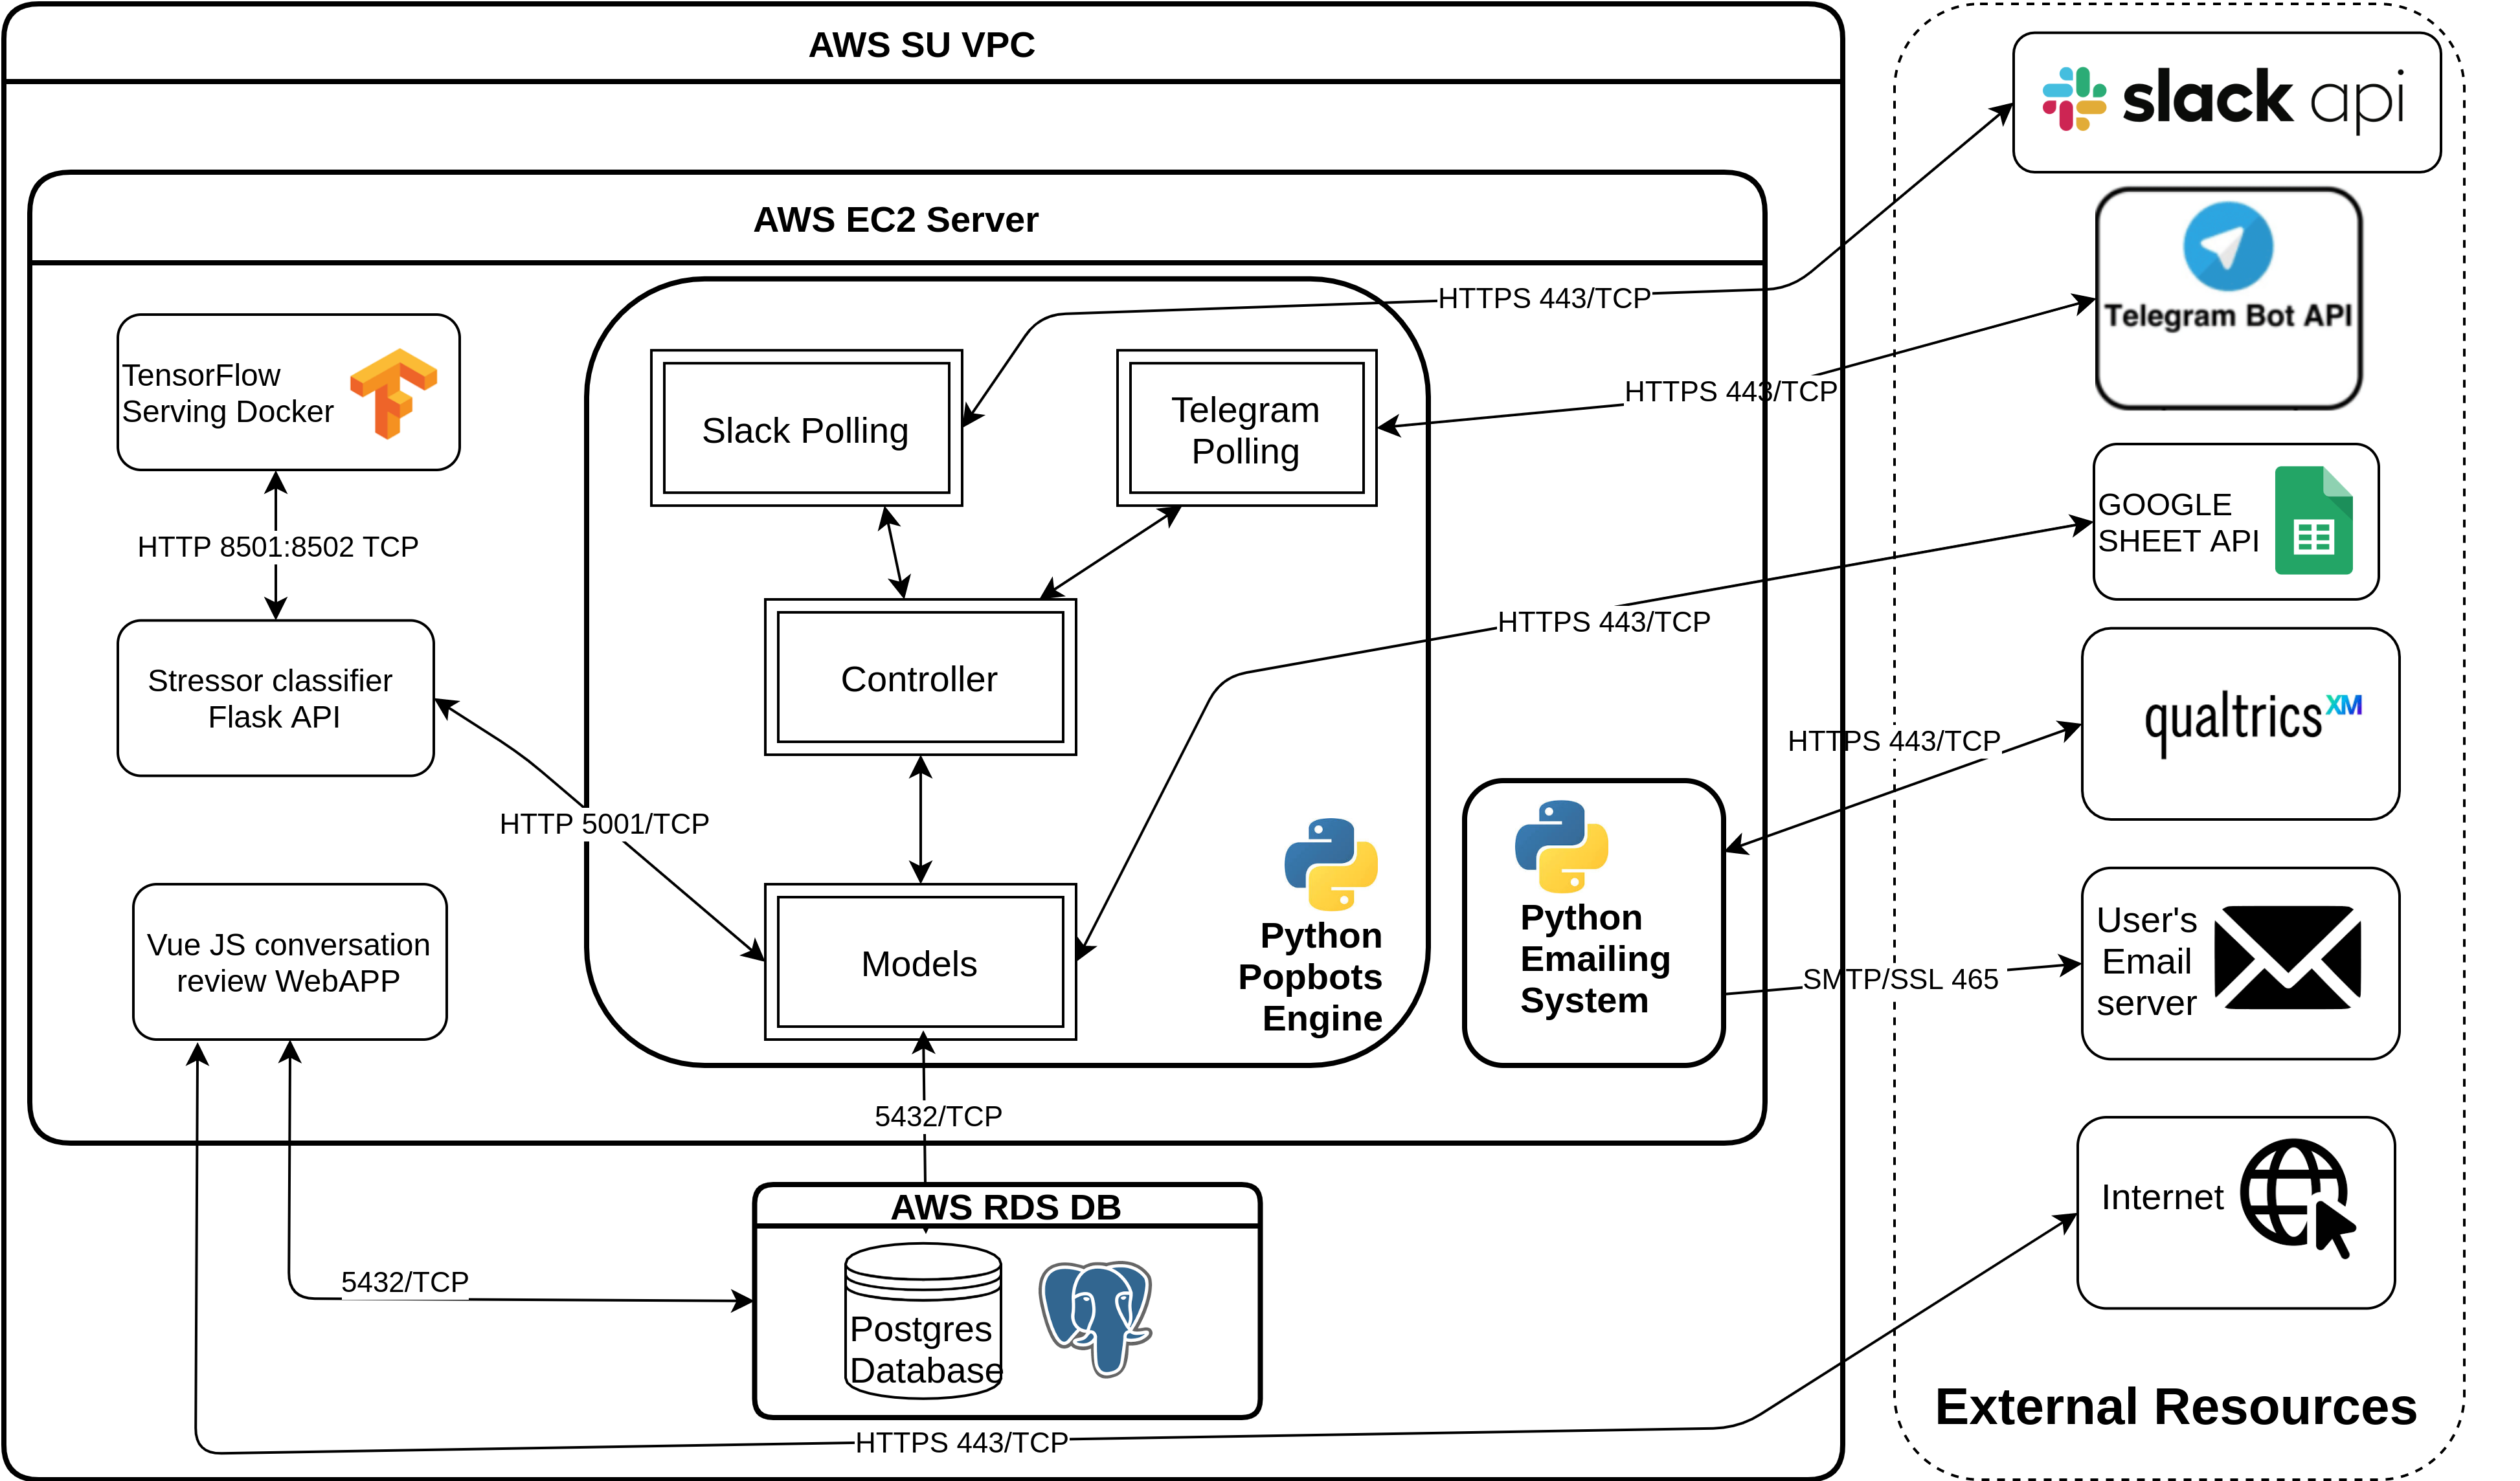 AWS SU VPC
AWS EC2 Server
TensorFlow
Serving Docker
HTTP 8501:8502 TCP
Stressor classifier
Flask API
HTTP 5001/TCP
Vue JS conversation
review WebAPP
Slack Polling
Telegram
Polling
Controller
Models
Python
Popbots
Engine
Python
Emailing
System
HTTPS 443/TCP
HTTPS 443/TCP
HTTPS 443/TCP
HTTPS 443/TCP
SMTP/SSL 465
5432/TCP
5432/TCP
AWS RDS DB
Postgres
Database
HTTPS 443/TCP
slack api
Telegram Bot API
GOOGLE
SHEET API
qualtrics XM
User's
Email
server
Internet
External Resources